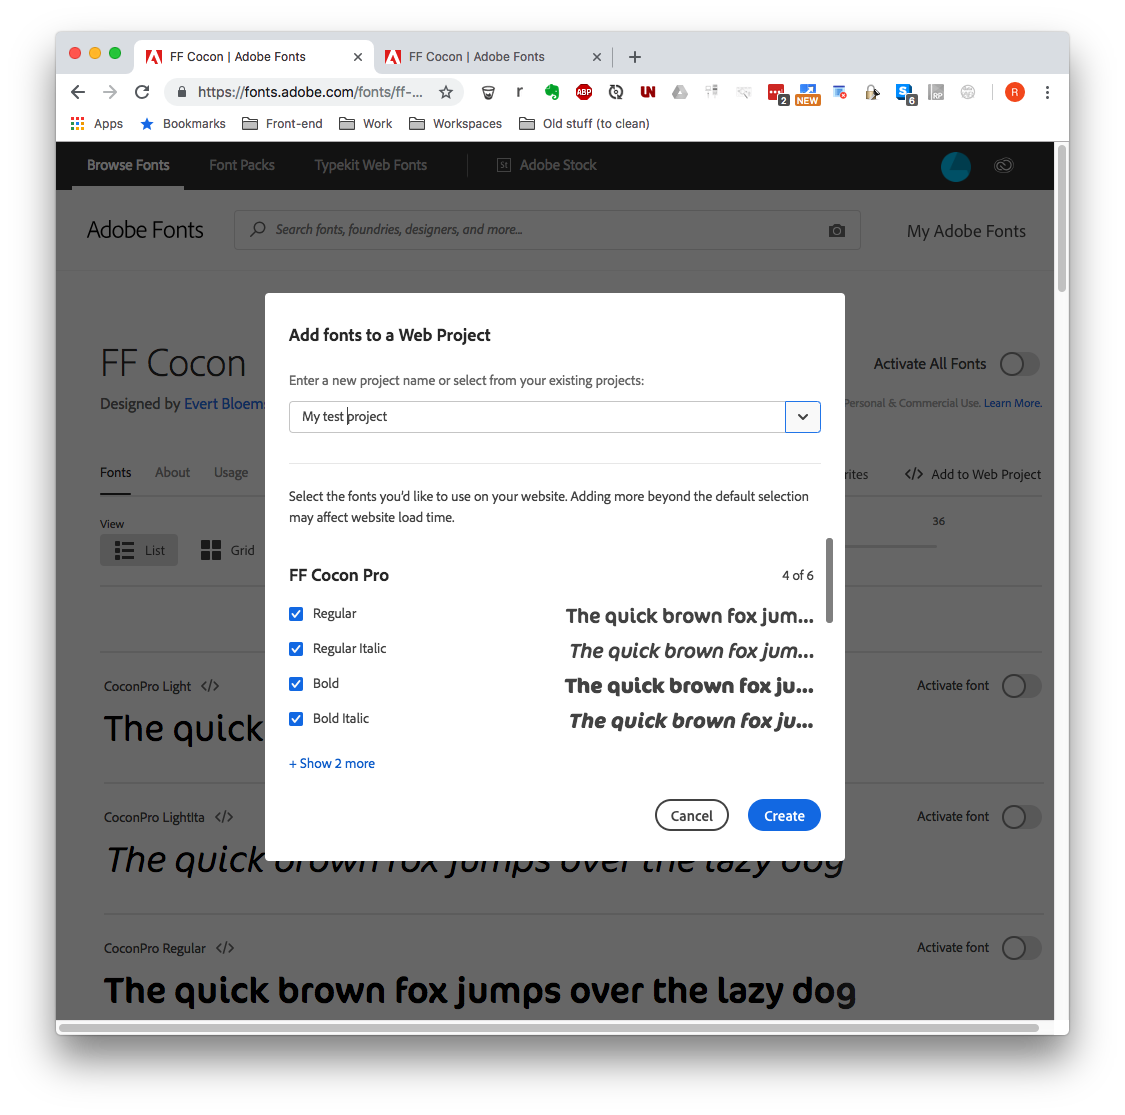 FF Cocon | Adobe Fonts
FF Cocon | Adobe Fonts
https://fonts.adobe.com/fonts/ff-...
r
ABP
UN
2
NEW
6
RP
R
Apps
Bookmarks
Front-end
Work
Workspaces
Old stuff (to clean)
Browse Fonts
Font Packs
Typekit Web Fonts
St
Adobe Stock
Adobe Fonts
Search fonts, foundries, designers, and more...
My Adobe Fonts
FF Cocon
Activate All Fonts
Designed by Evert Bloem
Personal & Commercial Use. Learn More.
Fonts
About
Usage
rites
</> Add to Web Project
View
List
Grid
36
Add fonts to a Web Project
Enter a new project name or select from your existing projects:
My test project
Select the fonts you'd like to use on your website. Adding more beyond the default selection
may affect website load time.
FF Cocon Pro
4 of 6
Regular
The quick brown fox jum...
Regular Italic
The quick brown fox jum...
Bold
The quick brown fox ju...
Bold Italic
The quick brown fox ju...
+ Show 2 more
Cancel
Create
CoconPro Light </>
Activate font
The quick
CoconPro LightIta </>
Activate font
The quick brown fox jumps over the lazy dog
CoconPro Regular </>
Activate font
The quick brown fox jumps over the lazy dog